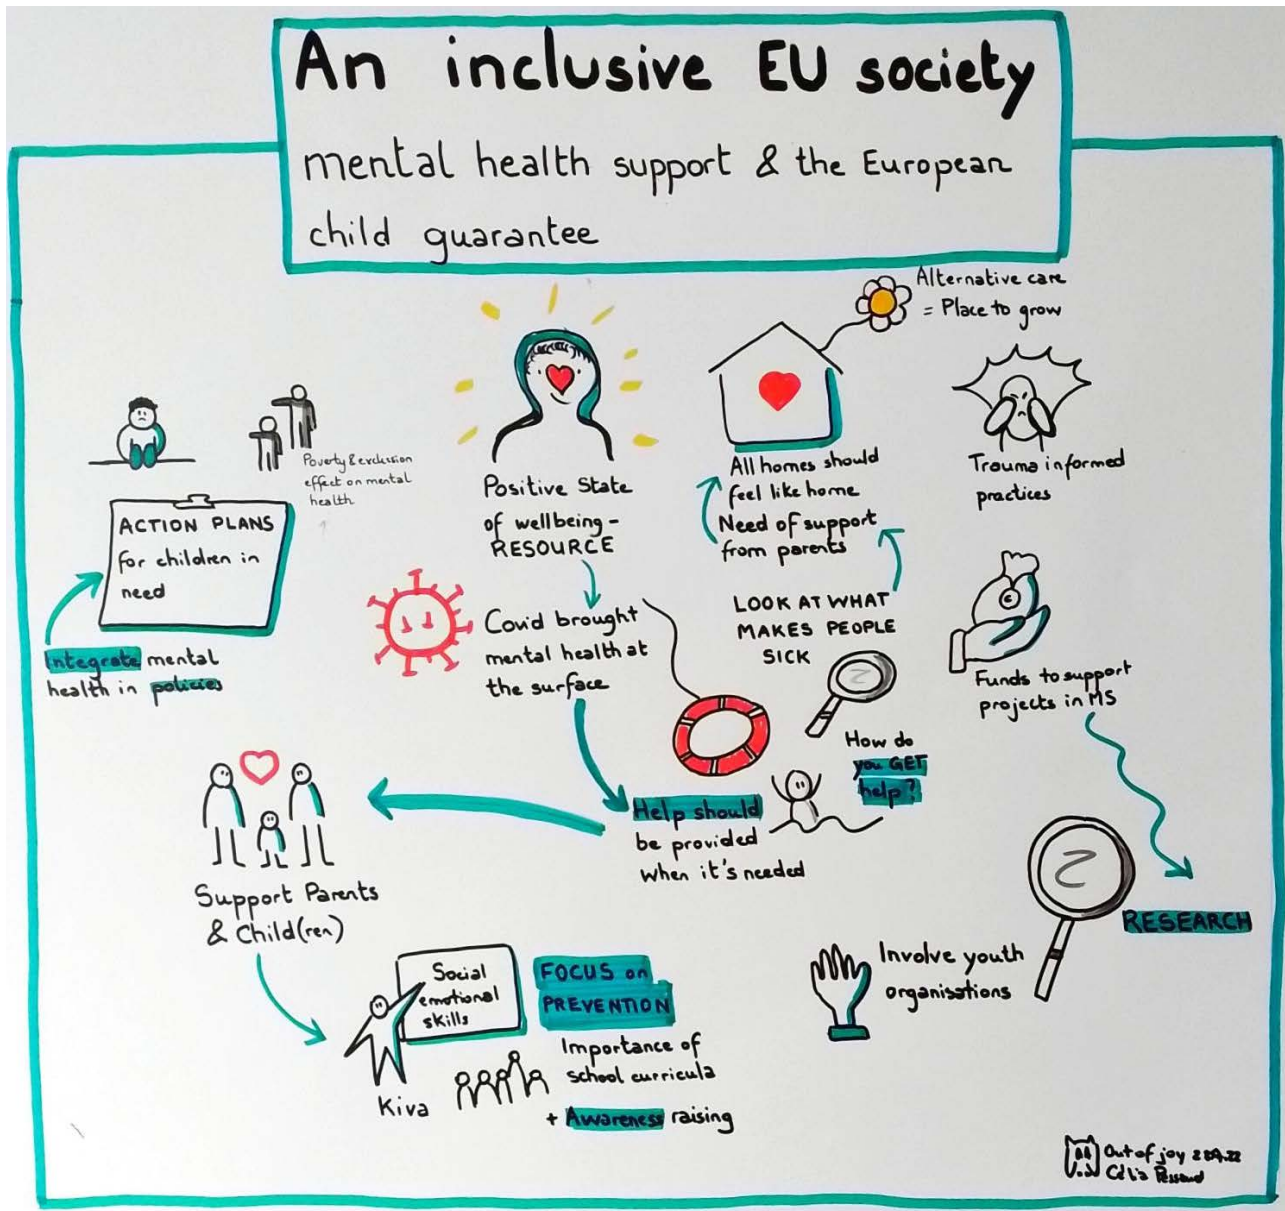 An inclusive EU society
mental health support & the European
child guarantee
Alternative care
= Place to grow
Poverty & exclusion
effect on mental
health
ACTION PLANS
for children in
need
Integrate mental
health in policies
Positive State
of wellbeing -
RESOURCE
Covid brought
mental health at
the surface
All homes should
feel like home
Need of support
from parents
LOOK AT WHAT
MAKES PEOPLE
SICK
Trauma informed
practices
€
Funds to support
projects in MS
How do
you GET
help?
Help should
be provided
when it's needed
Support Parents
& Child(ren)
RESEARCH
Social
emotional
skills
Kiva
FOCUS on
PREVENTION
Importance of
school curricula
+ Awareness raising
Involve youth
organisations
Out of joy